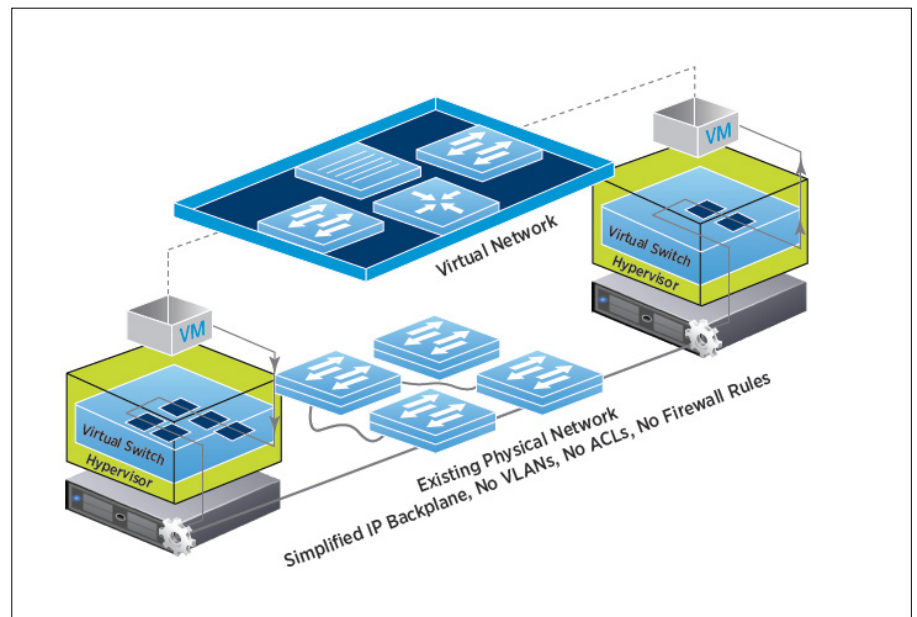 VM
Virtual Switch
Hypervisor
Virtual Network
VM
Virtual Switch
Hypervisor
Existing Physical Network
Simplified IP Backplane, No VLANs, No ACLs, No Firewall Rules